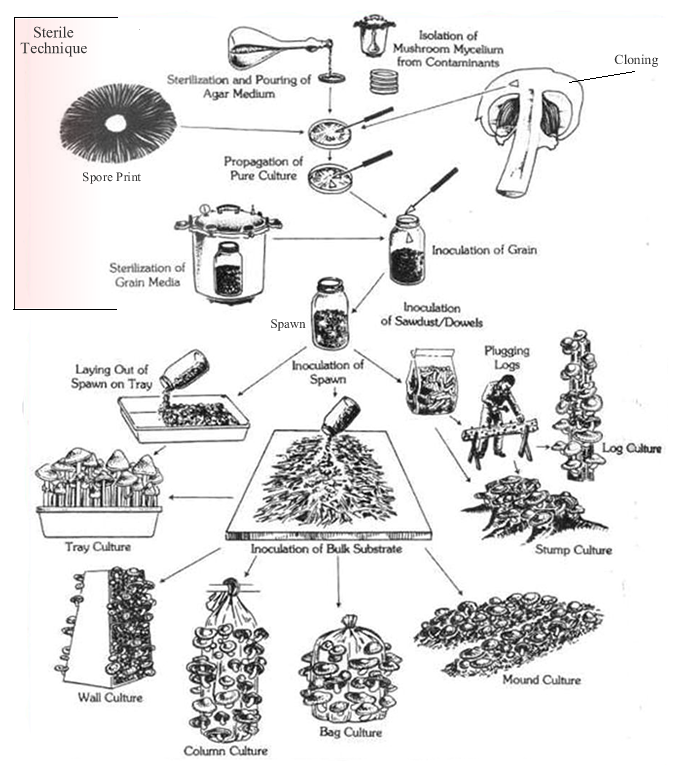 Sterile
Technique
Isolation of
Mushroom Mycelium
from Contaminants
Cloning
Sterilization and Pouring of
Agar Medium
Spore Print
Propagation of
Pure Culture
Inoculation of Grain
Sterilization of
Grain Media
Spawn
Inoculation
of Sawdust/Dowels
Laying Out of
Spawn on Tray
Inoculation of
Spawn
Plugging
Logs
Log Culture
Tray Culture
Inoculation of Bulk Substrate
Stump Culture
Wall Culture
Column Culture
Bag Culture
Mound Culture